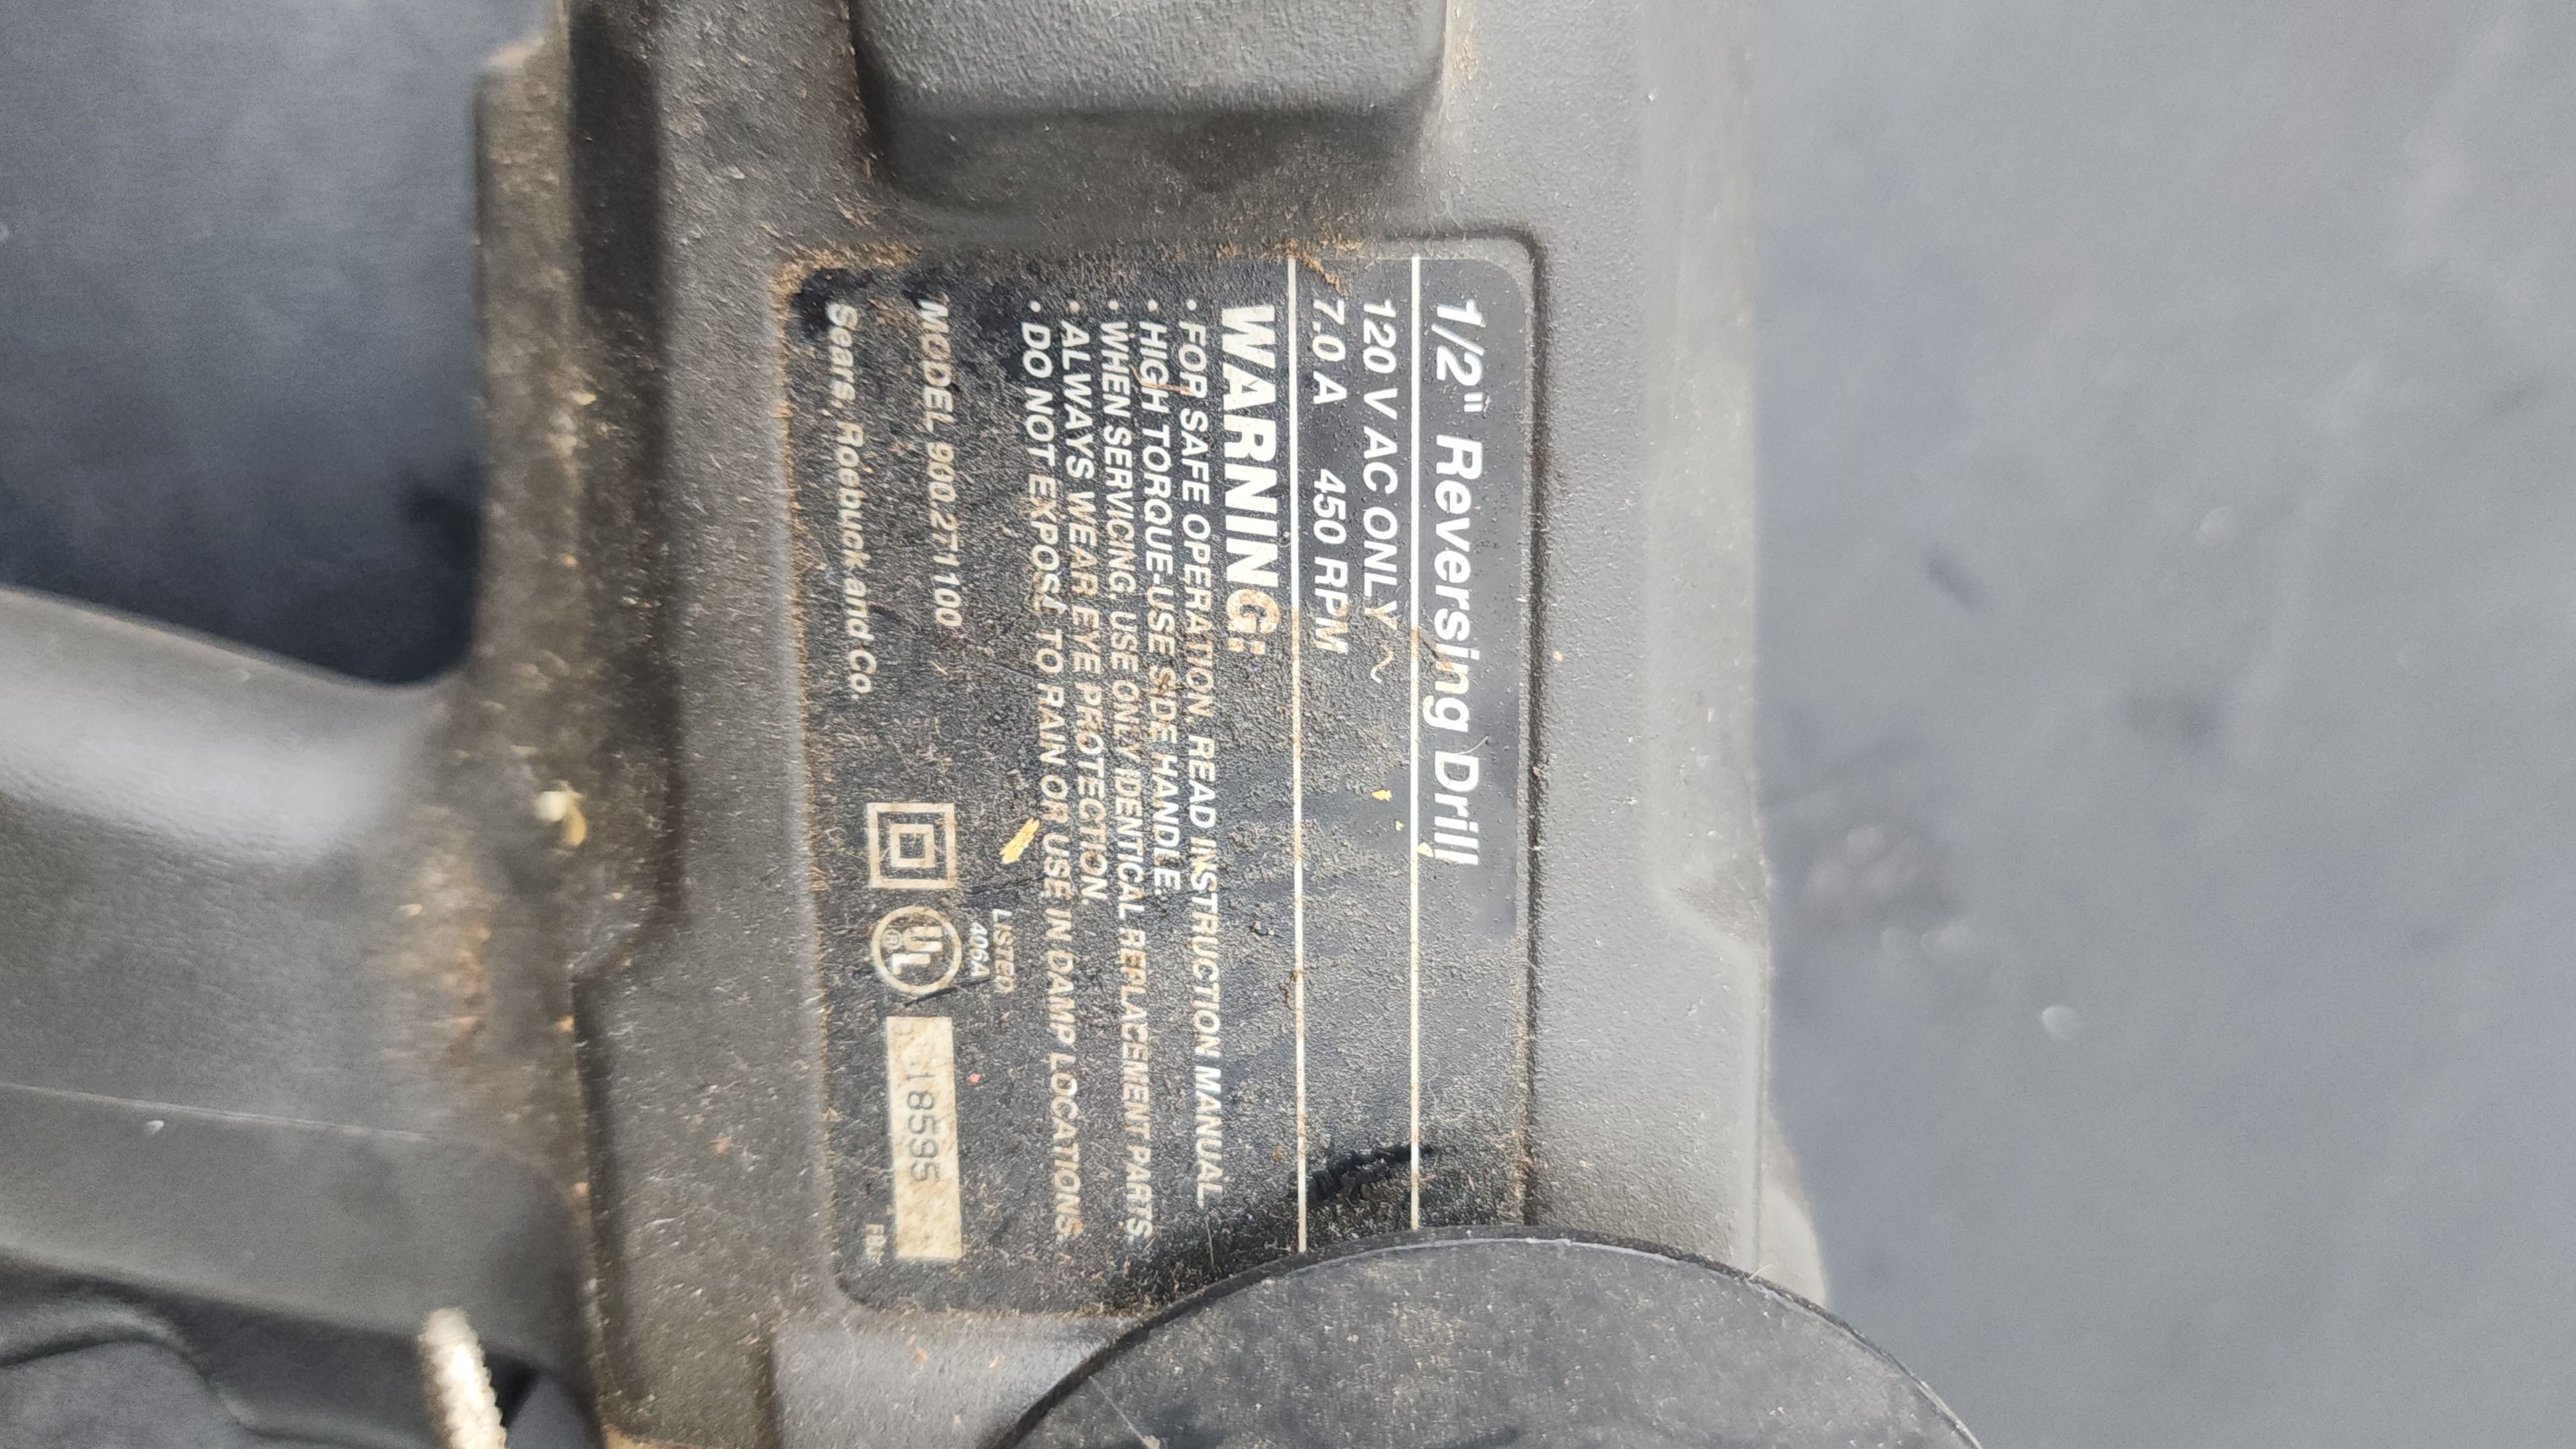 1/2" Reversing Drill
120 V AC ONLY ~
7.0 A 450 RPM
WARNING:
• FOR SAFE OPERATION, READ INSTRUCTION MANUAL.
• HIGH TORQUE-USE SIDE HANDLE.
• WHEN SERVICING, USE ONLY IDENTICAL REPLACEMENT PARTS.
• ALWAYS WEAR EYE PROTECTION.
• DO NOT EXPOSE TO RAIN OR USE IN DAMP LOCATIONS.
LISTED
406A
MODEL 900.271100
UL ®
18595
Sears, Roebuck and Co.